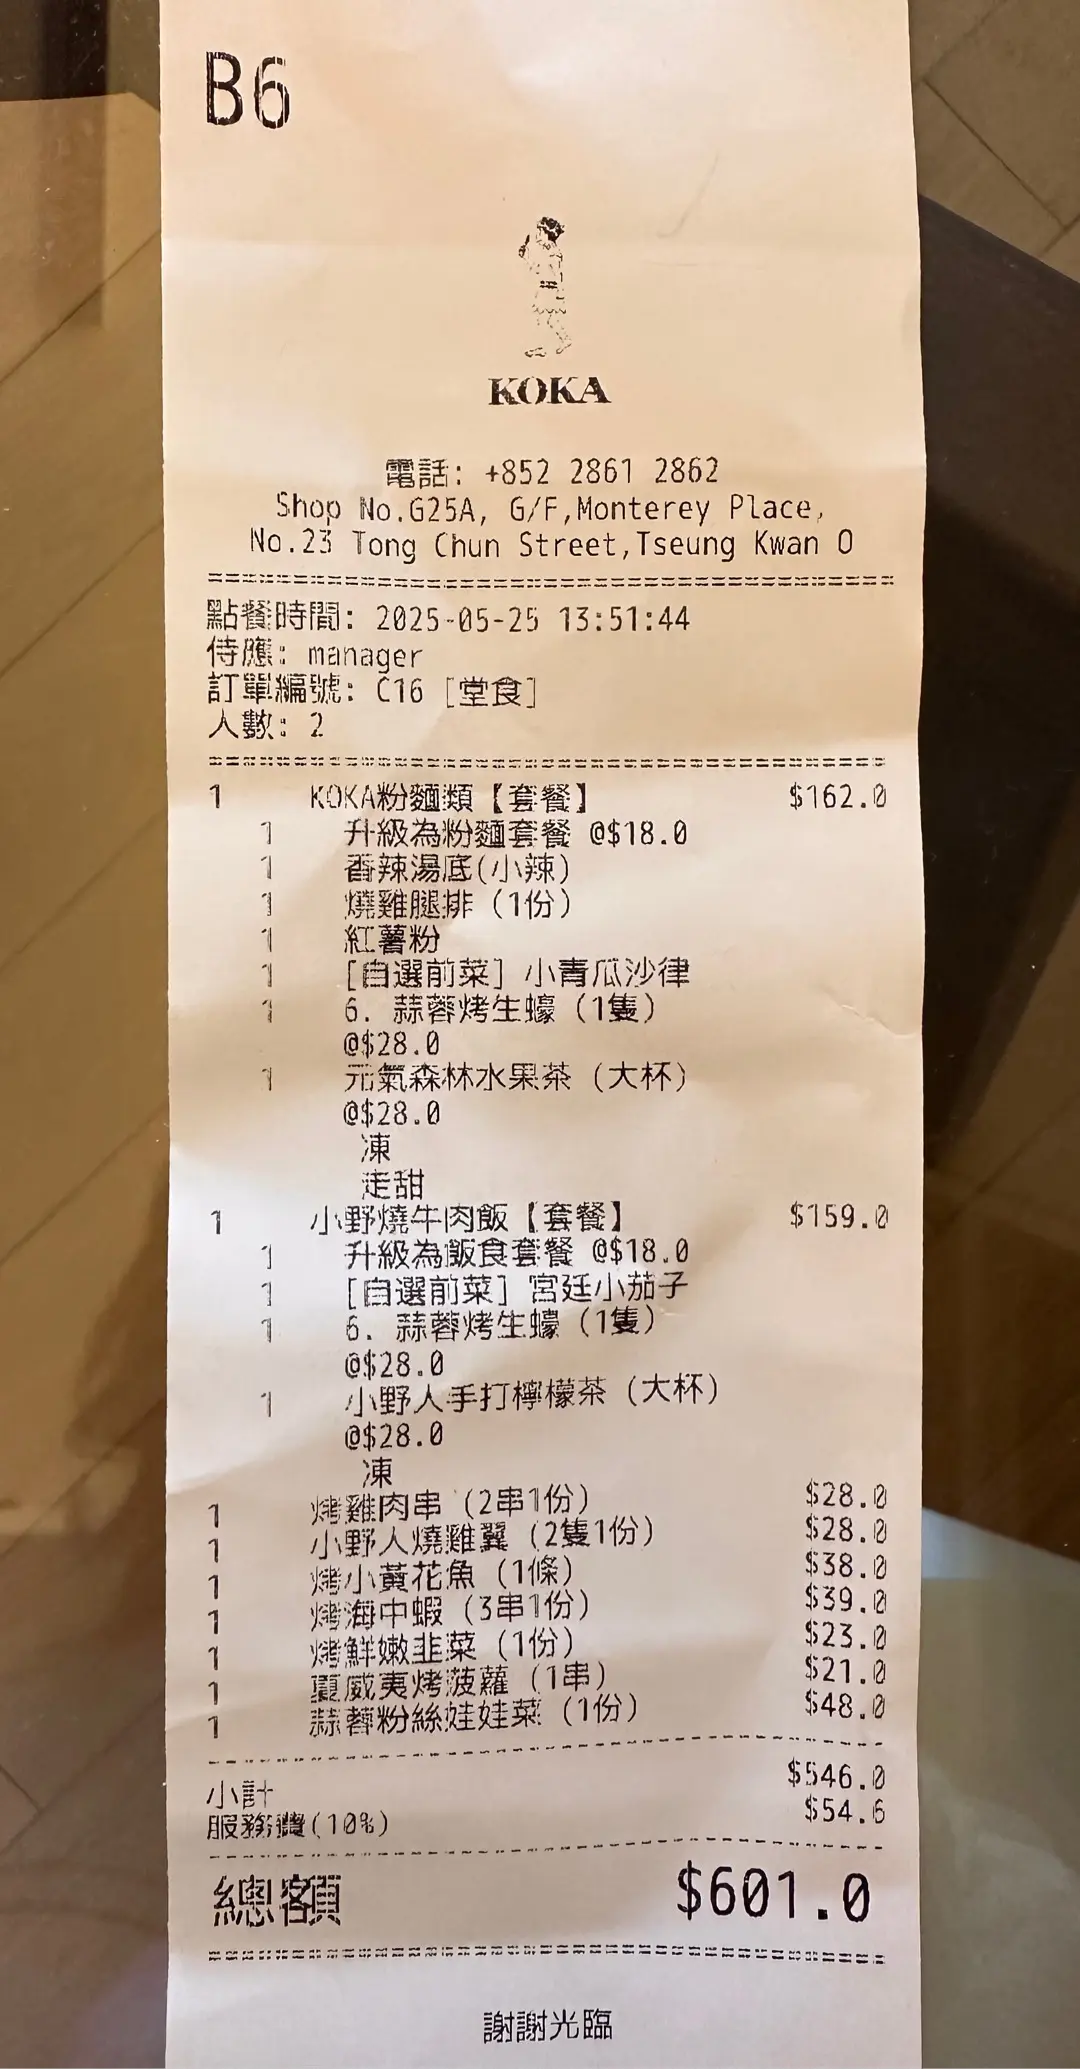 B6
KOKA
電話: +852 2861 2862
Shop No.G25A, G/F,Monterey Place,
No.23 Tong Chun Street,Tseung Kwan O
點餐時間: 2025-05-25 13:51:44
侍應: manager
訂單編號: C16 [堂食]
人數: 2
1 KOKA粉麵類【套餐】 $162.0
1 升級為粉麵套餐 @$18.0
1 香辣湯底(小辣)
1 燒雞腿排 (1份)
1 紅薯粉
1 [自選前菜] 小青瓜沙律
1 6. 蒜蓉烤生蠔 (1隻)
@$28.0
1 元氣森林水果茶 (大杯)
@$28.0
凍
走甜
1 小野燒牛肉飯【套餐】 $159.0
1 升級為飯食套餐 @$18.0
1 [自選前菜] 宮廷小茄子
1 6. 蒜蓉烤生蠔 (1隻)
@$28.0
1 小野人手打檸檬茶 (大杯)
@$28.0
凍
1 烤雞肉串 (2串1份) $28.0
1 小野人燒雞翼 (2隻1份) $28.0
1 烤小黃花魚 (1條) $38.0
1 烤海中蝦 (3串1份) $39.0
1 烤鮮嫩韭菜 (1份) $23.0
1 夏威夷烤菠蘿 (1串) $21.0
1 蒜蓉粉絲娃娃菜 (1份) $48.0
小計 $546.0
服務費(10%) $54.6
總額 $601.0
謝謝光臨